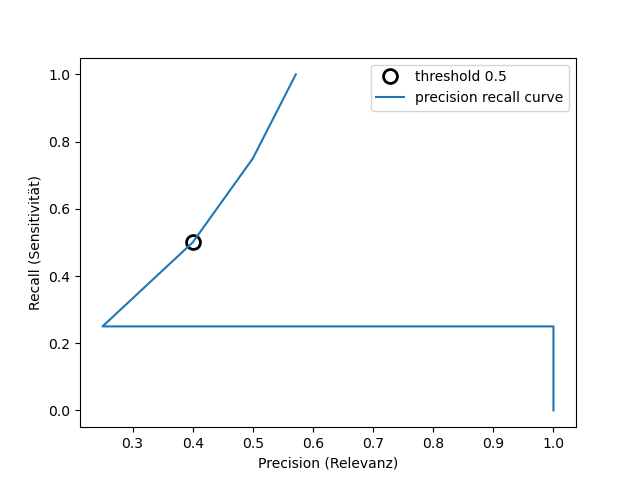 threshold 0.5
precision recall curve
1.0
0.8
0.6
0.4
0.2
0.0
Recall (Sensitivität)
0.3 0.4 0.5 0.6 0.7 0.8 0.9 1.0
Precision (Relevanz)